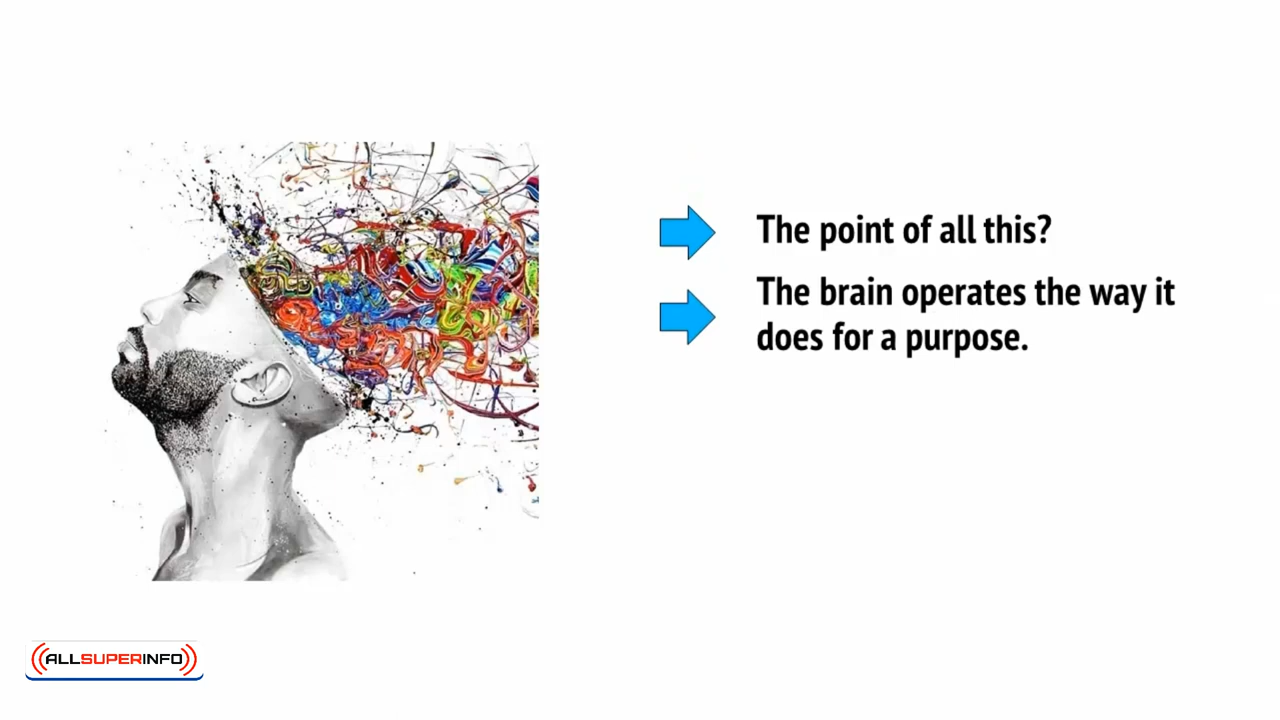 The point of all this?
The brain operates the way it
does for a purpose.
ALLSUPERINFO